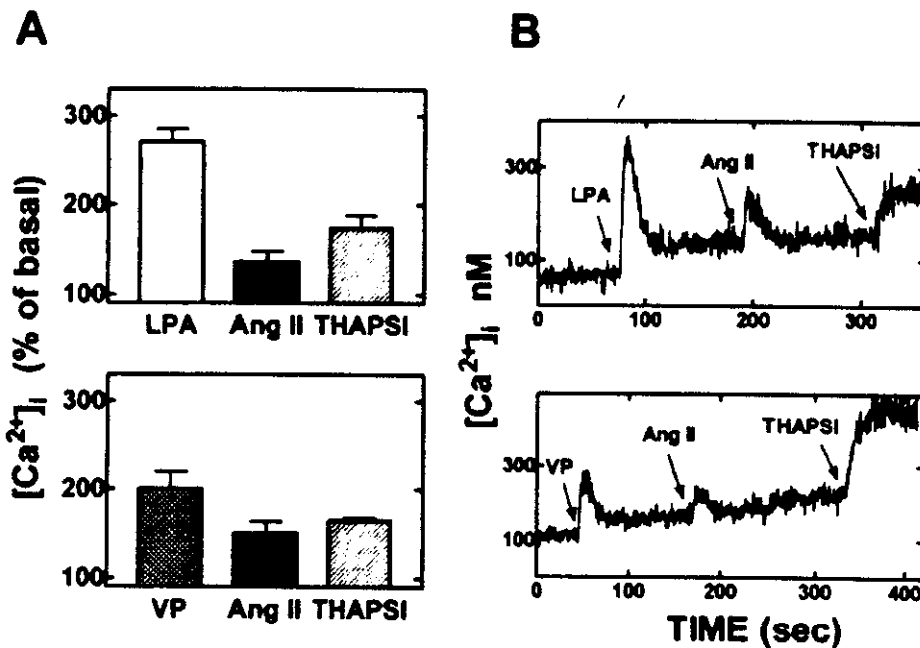 A
B
[Ca²⁺]ᵢ (% of basal)
300
200
100
LPA Ang II THAPSI
300
200
100
VP Ang II THAPSI
[Ca²⁺]ᵢ nM
300
100
LPA
Ang II
THAPSI
0 100 200 300
300
100
VP
Ang II
THAPSI
0 100 200 300 400
TIME (sec)